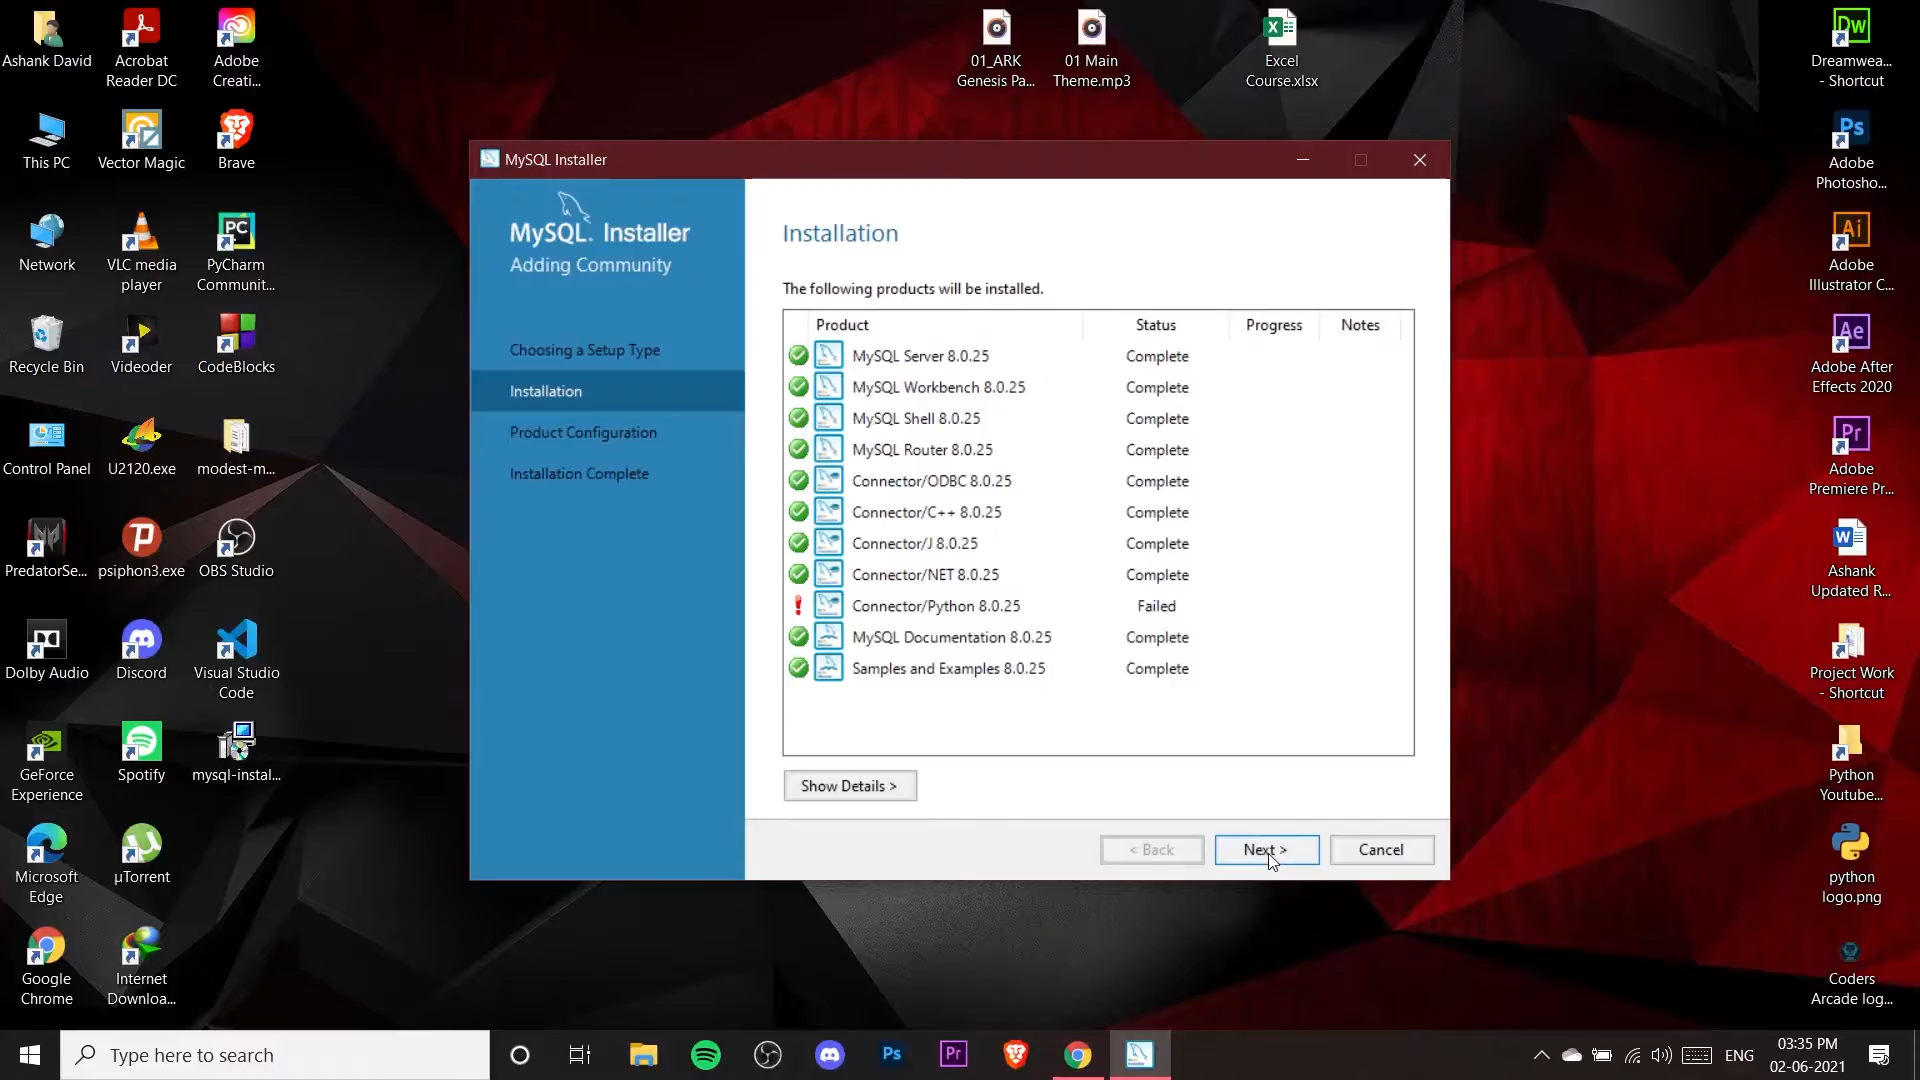 Ashank David
Acrobat
Reader DC
Adobe
Creati...
01_ARK
Genesis Pa...
01 Main
Theme.mp3
Excel
Course.xlsx
Dreamwea...
- Shortcut
This PC
Vector Magic
Brave
Adobe
Photosho...
Network
VLC media
player
PyCharm
Communit...
Adobe
Illustrator C...
Recycle Bin
Videoder
CodeBlocks
Adobe After
Effects 2020
Control Panel
U2120.exe
modest-m...
Adobe
Premiere Pr...
PredatorSe...
psiphon3.exe
OBS Studio
Ashank
Updated R...
Dolby Audio
Discord
Visual Studio
Code
Project Work
- Shortcut
GeForce
Experience
Spotify
mysql-instal...
Python
Youtube...
Microsoft
Edge
µTorrent
python
logo.png
Google
Chrome
Internet
Downloa...
Coders
Arcade log...
MySQL Installer
MySQL. Installer
Adding Community
Choosing a Setup Type
Installation
Product Configuration
Installation Complete
Installation
The following products will be installed.
Product Status Progress Notes
MySQL Server 8.0.25 Complete
MySQL Workbench 8.0.25 Complete
MySQL Shell 8.0.25 Complete
MySQL Router 8.0.25 Complete
Connector/ODBC 8.0.25 Complete
Connector/C++ 8.0.25 Complete
Connector/J 8.0.25 Complete
Connector/NET 8.0.25 Complete
Connector/Python 8.0.25 Failed
MySQL Documentation 8.0.25 Complete
Samples and Examples 8.0.25 Complete
Show Details >
< Back Next > Cancel
Dw
Ps
Ai
Ae
Pr
PC
Type here to search
Ps
Pr
ENG
03:35 PM
02-06-2021